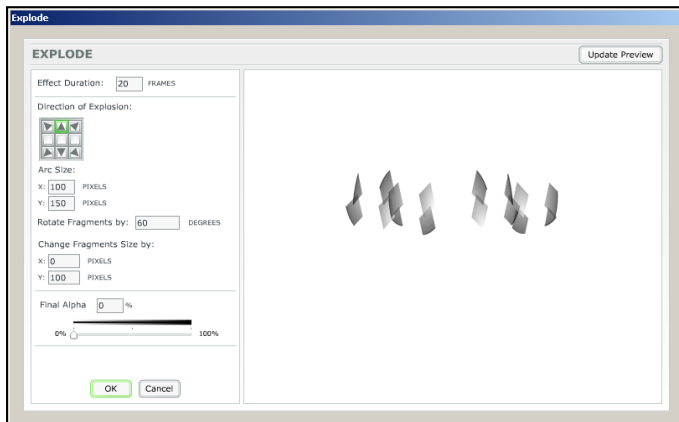 Explode
EXPLODE
Update Preview
Effect Duration: 20 FRAMES
Direction of Explosion:
Arc Size:
X: 100 PIXELS
Y: 150 PIXELS
Rotate Fragments by: 60 DEGREES
Change Fragments Size by:
X: 0 PIXELS
Y: 100 PIXELS
Final Alpha 0 %
0% 100%
OK Cancel